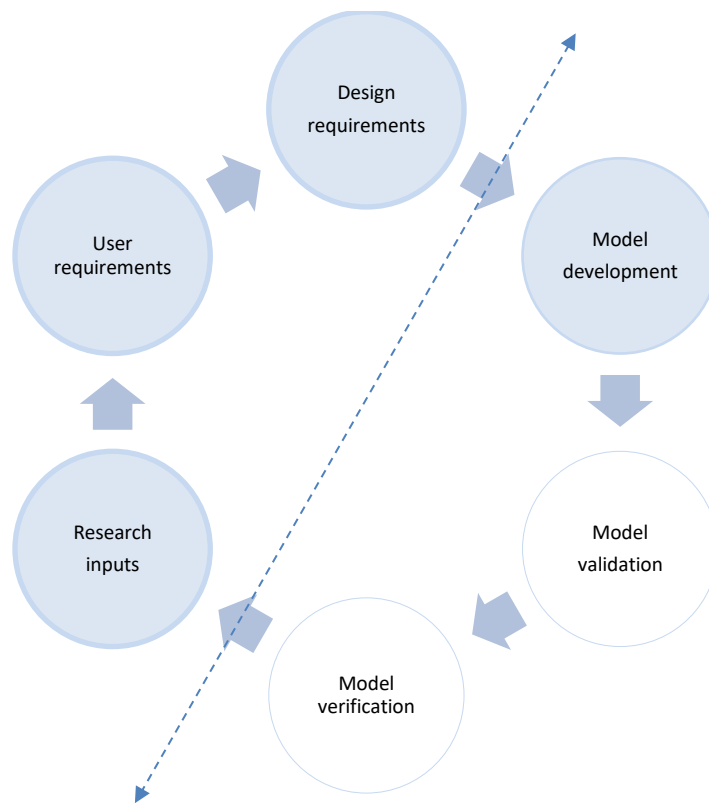 Design
requirements
User
requirements
Model
development
Research
inputs
Model
validation
Model
verification